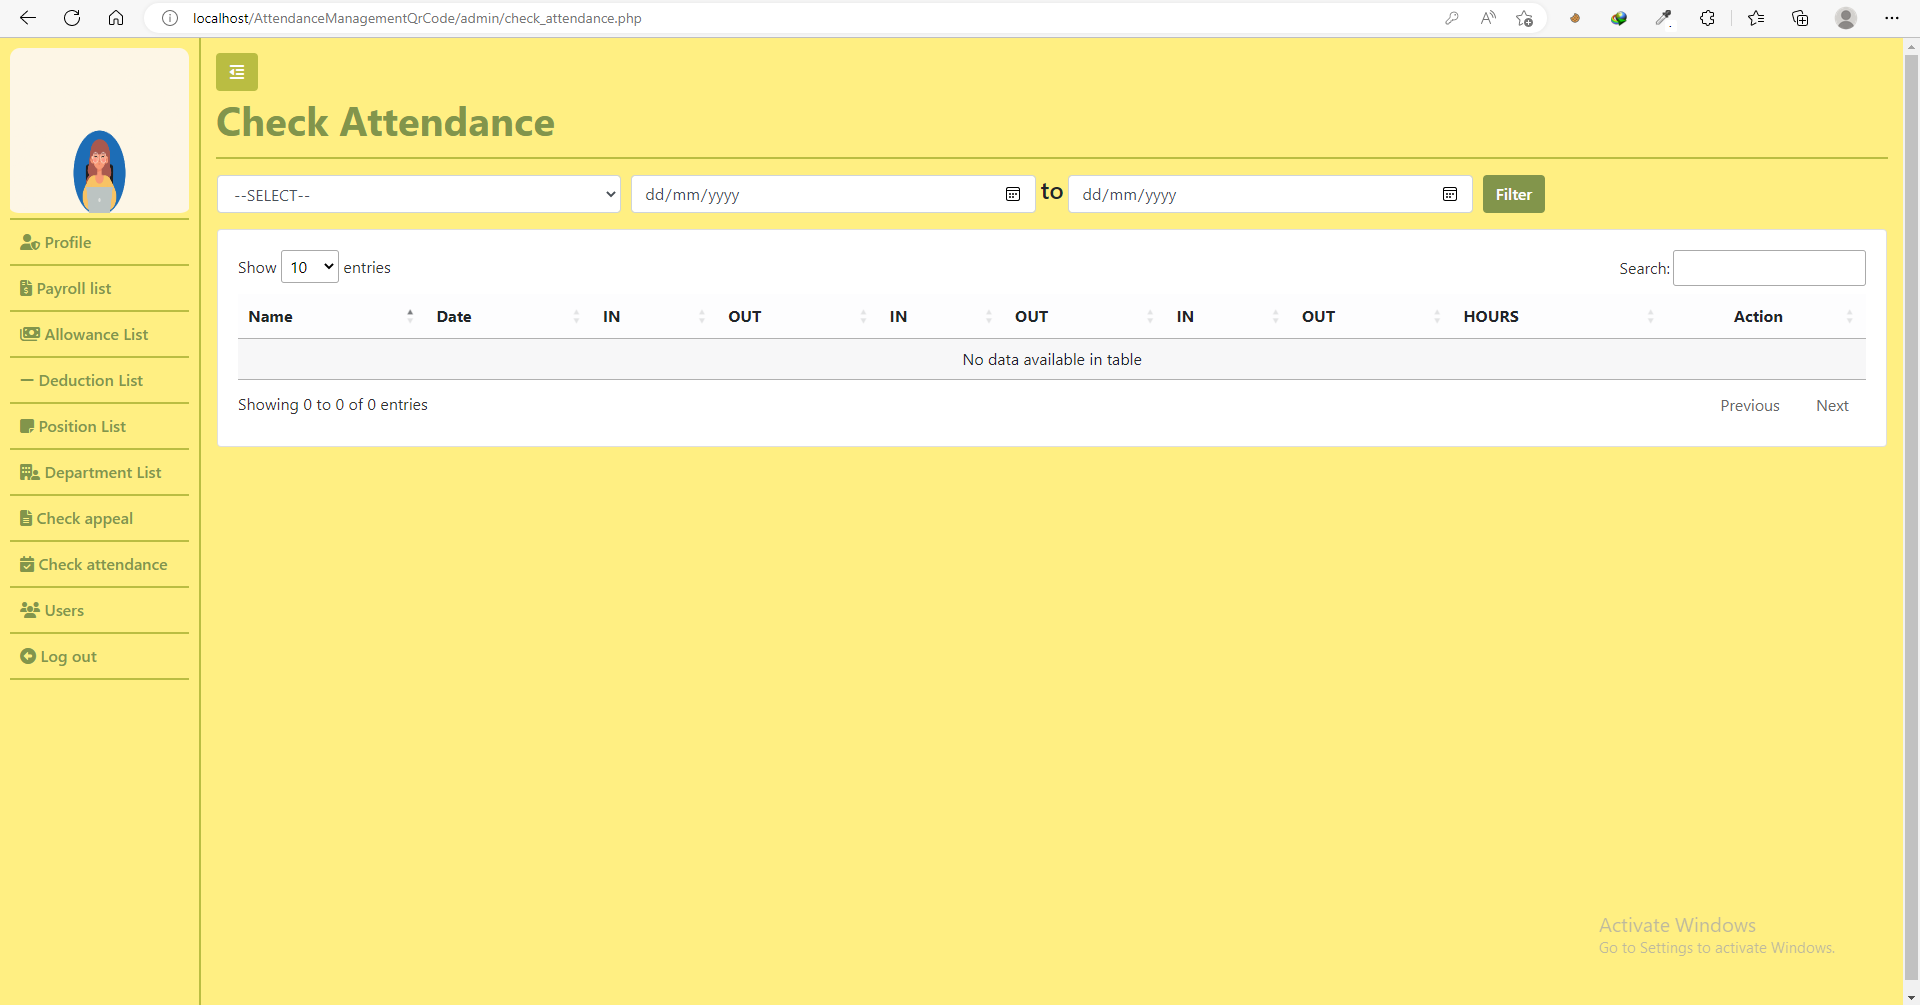 localhost/AttendanceManagementQrCode/admin/check_attendance.php
Check Attendance
--SELECT-- dd/mm/yyyy to dd/mm/yyyy Filter
Profile
Payroll list
Allowance List
Deduction List
Position List
Department List
Check appeal
Check attendance
Users
Log out
Show 10 entries Search:
Name Date IN OUT IN OUT IN OUT HOURS Action
No data available in table
Showing 0 to 0 of 0 entries Previous Next
Activate Windows
Go to Settings to activate Windows.